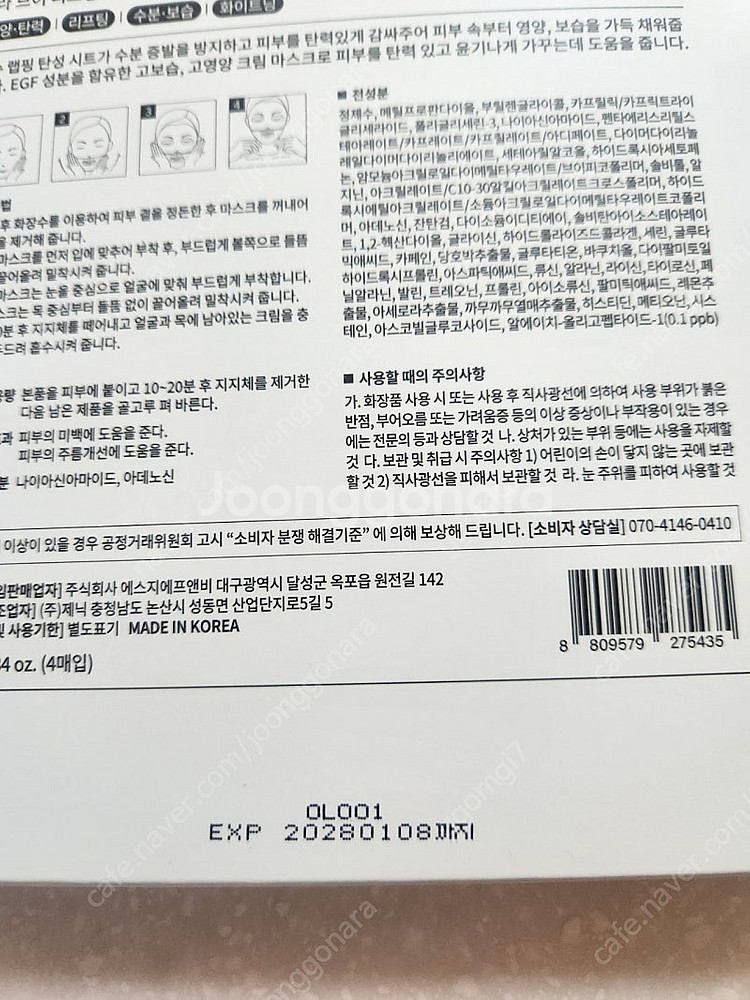 양·탄력 | 리프팅 | 수분·보습 | 화이트닝
랩핑 탄성 시트가 수분 증발을 방지하고 피부를 탄력있게 감싸주어 피부 속부터 영양, 보습을 가득 채워줍
. EGF 성분을 함유한 고보습, 고영양 크림 마스크로 피부를 탄력 있고 윤기나게 가꾸는데 도움을 줍니다.
2 3 4
법
후 화장수를 이용하여 피부 결을 정돈한 후 마스크를 꺼내어
을 제거해 줍니다.
마스크를 먼저 입에 맞추어 부착 후, 부드럽게 볼쪽으로 들뜸
끌어올려 밀착시켜 줍니다.
마스크는 눈을 중심으로 얼굴에 맞춰 부드럽게 부착합니다.
스크는 목 중심부터 들뜸 없이 끌어올려 밀착시켜 줍니다.
0분 후 지지체를 떼어내고 얼굴과 목에 남아있는 크림을 충
두드려 흡수시켜 줍니다.
용량 본품을 피부에 붙이고 10~20분 후 지지체를 제거한
다음 남은 제품을 골고루 펴 바른다.
과 피부의 미백에 도움을 준다.
피부의 주름개선에 도움을 준다.
분 나이아신아마이드, 아데노신
■ 전성분
정제수, 메틸프로판다이올, 부틸렌글라이콜, 카프릴릭/카프릭트라이
글리세라이드, 폴리글리세린-3, 나이아신아마이드, 펜타에리스리틸스
테아레이트/카프레이트/카프릴레이트/아디페이트, 다이머다이리놀
레일다이머다이리놀리에이트, 세테아릴알코올, 하이드록시아세토페
논, 암모늄아크릴로일다이메틸타우레이트/브이피코폴리머, 솔비톨, 알
지닌, 아크릴레이트/C10-30알킬아크릴레이트크로스폴리머, 하이드
록시에틸아크릴레이트/소듐아크릴로일다이메틸타우레이트코폴리
머, 아데노신, 잔탄검, 다이소듐이디티에이, 솔비탄아이소스테아레이
트, 1,2-헥산다이올, 글라이신, 하이드롤라이즈드콜라겐, 세린, 글루타
믹애씨드, 카페인, 당호박추출물, 글루타티온, 바쿠치올, 다이팔미토일
하이드록시프롤린, 아스파틱애씨드, 류신, 알라닌, 라이신, 타이로신, 페
닐알라닌, 발린, 트레오닌, 프롤린, 아이소류신, 팔미틱애씨드, 레몬추
출물, 아세로라추출물, 까무까무열매추출물, 히스티딘, 메티오닌, 시스
테인, 아스코빌글루코사이드, 알에이치-올리고펩타이드-1(0.1 ppb)
■ 사용할 때의 주의사항
가. 화장품 사용 시 또는 사용 후 직사광선에 의하여 사용 부위가 붉은
반점, 부어오름 또는 가려움증 등의 이상 증상이나 부작용이 있는 경우
에는 전문의 등과 상담할 것 나. 상처가 있는 부위 등에는 사용을 자제할
것 다. 보관 및 취급 시 주의사항 1) 어린이의 손이 닿지 않는 곳에 보관
할 것 2) 직사광선을 피해서 보관할 것 라. 눈 주위를 피하여 사용할 것
Joonggonara
이상이 있을 경우 공정거래위원회 고시 “소비자 분쟁 해결기준” 에 의해 보상해 드립니다. [소비자 상담실] 070-4146-0410
임판매업자] 주식회사 에스지에프앤비 대구광역시 달성군 옥포읍 원전길 142
조업자] (주)제닉 충청남도 논산시 성동면 산업단지로5길 5
및 사용기한] 별도표기 MADE IN KOREA
34 oz. (4매입)
8 809579 275435
OL001
EXP 20280108까지
cafe.naver.com/joonggonara
cafe.naver.com